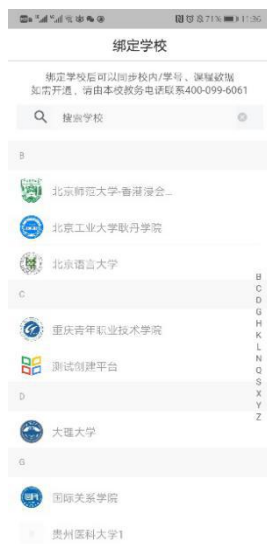 71% 11:36
绑定学校
绑定学校后可以同步校内/学号、课程数据
如需开通，请由本校教务电话联系400-099-6061
搜索学校
B
北京师范大学-香港浸会...
北京工业大学耿丹学院
北京语言大学
C
重庆青年职业技术学院
测试创建平台
D
大理大学
G
国际关系学院
贵州医科大学1
B
C
D
G
H
K
L
N
Q
S
X
Y
Z